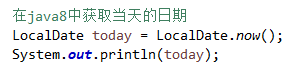 在java8中获取当天的日期
LocalDate today = LocalDate.now();
System.out.println(today);